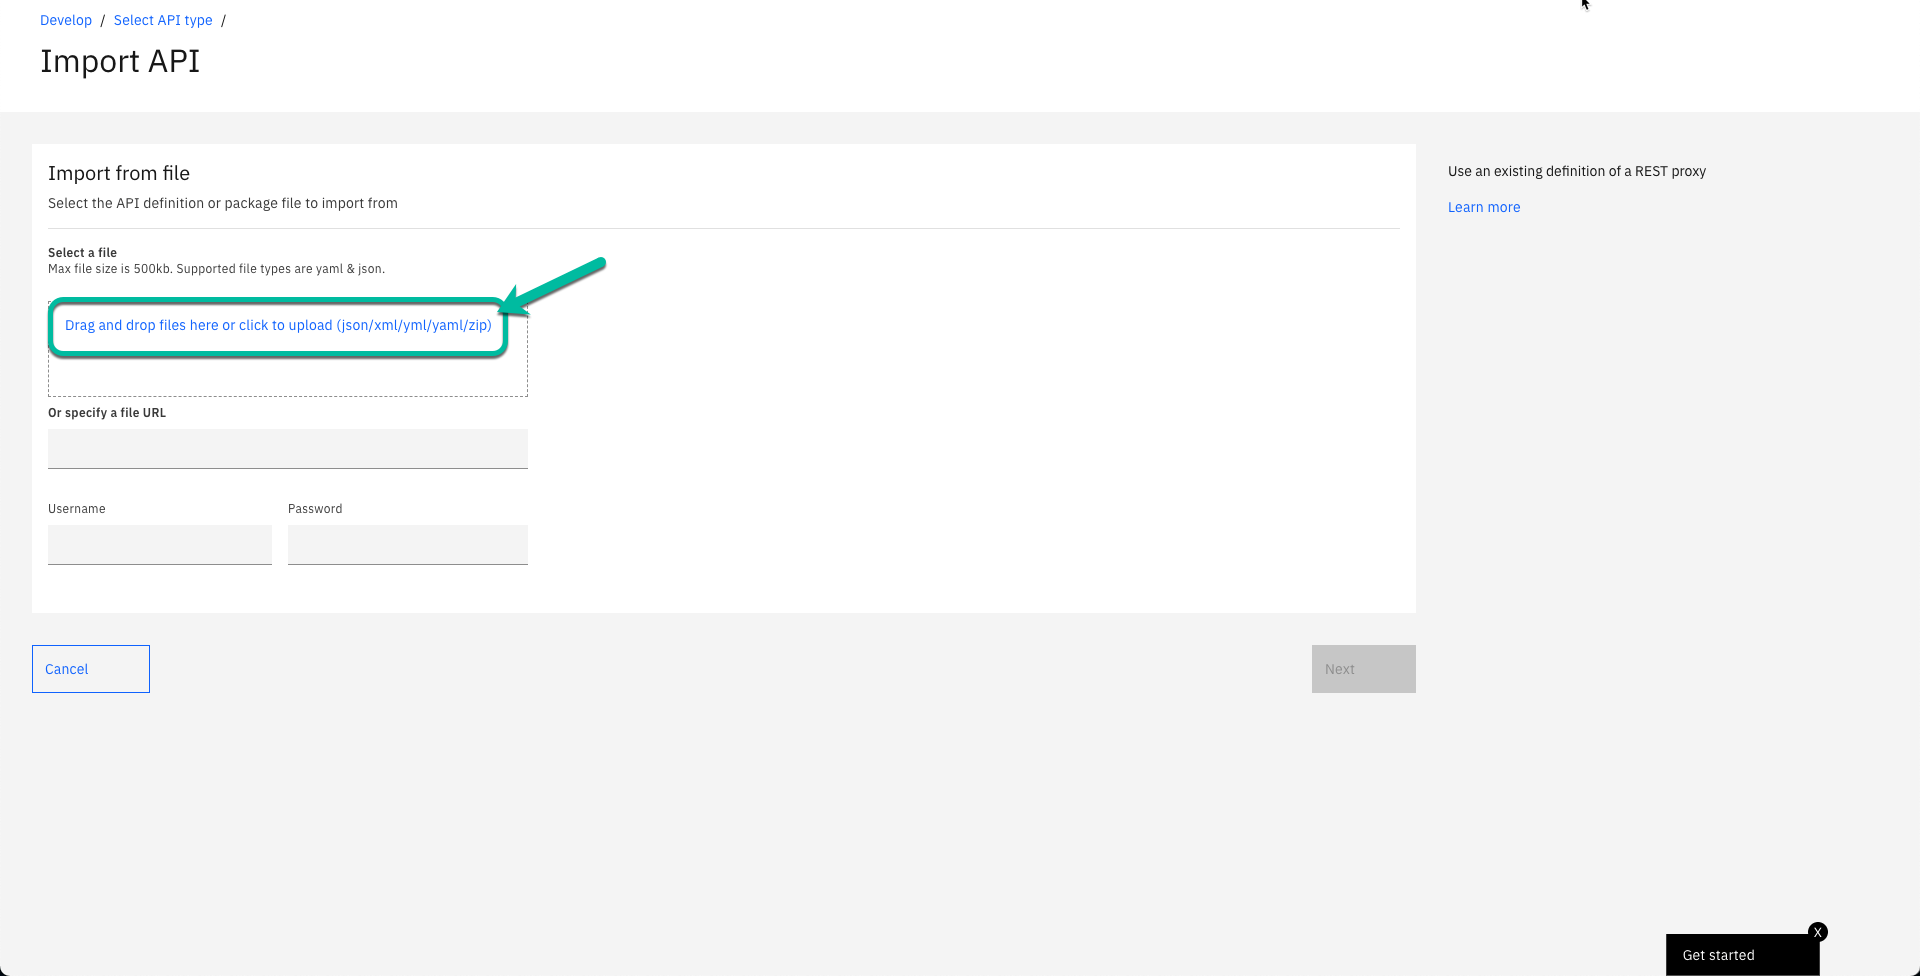 Develop / Select API type /
Import API
Import from file
Select the API definition or package file to import from
Select a file
Max file size is 500kb. Supported file types are yaml & json.
Drag and drop files here or click to upload (json/xml/yml/yaml/zip)
Or specify a file URL
Username Password
Cancel
Next
Use an existing definition of a REST proxy
Learn more
X
Get started